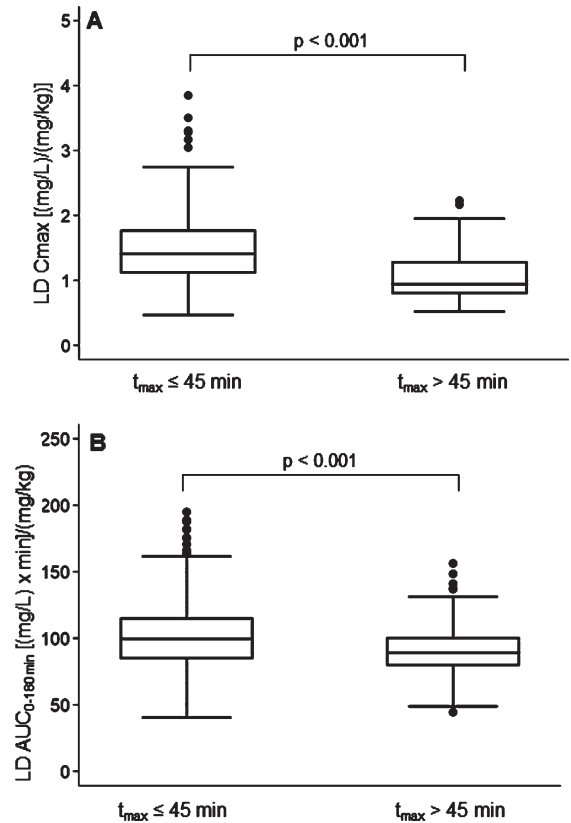 A
p < 0.001
LD Cmax [(mg/L)/(mg/kg)]
5
4
3
2
1
0
tmax ≤ 45 min
tmax > 45 min
B
p < 0.001
LD AUC0-180 min [(mg/L) x min]/(mg/kg)
250
200
150
100
50
0
tmax ≤ 45 min
tmax > 45 min